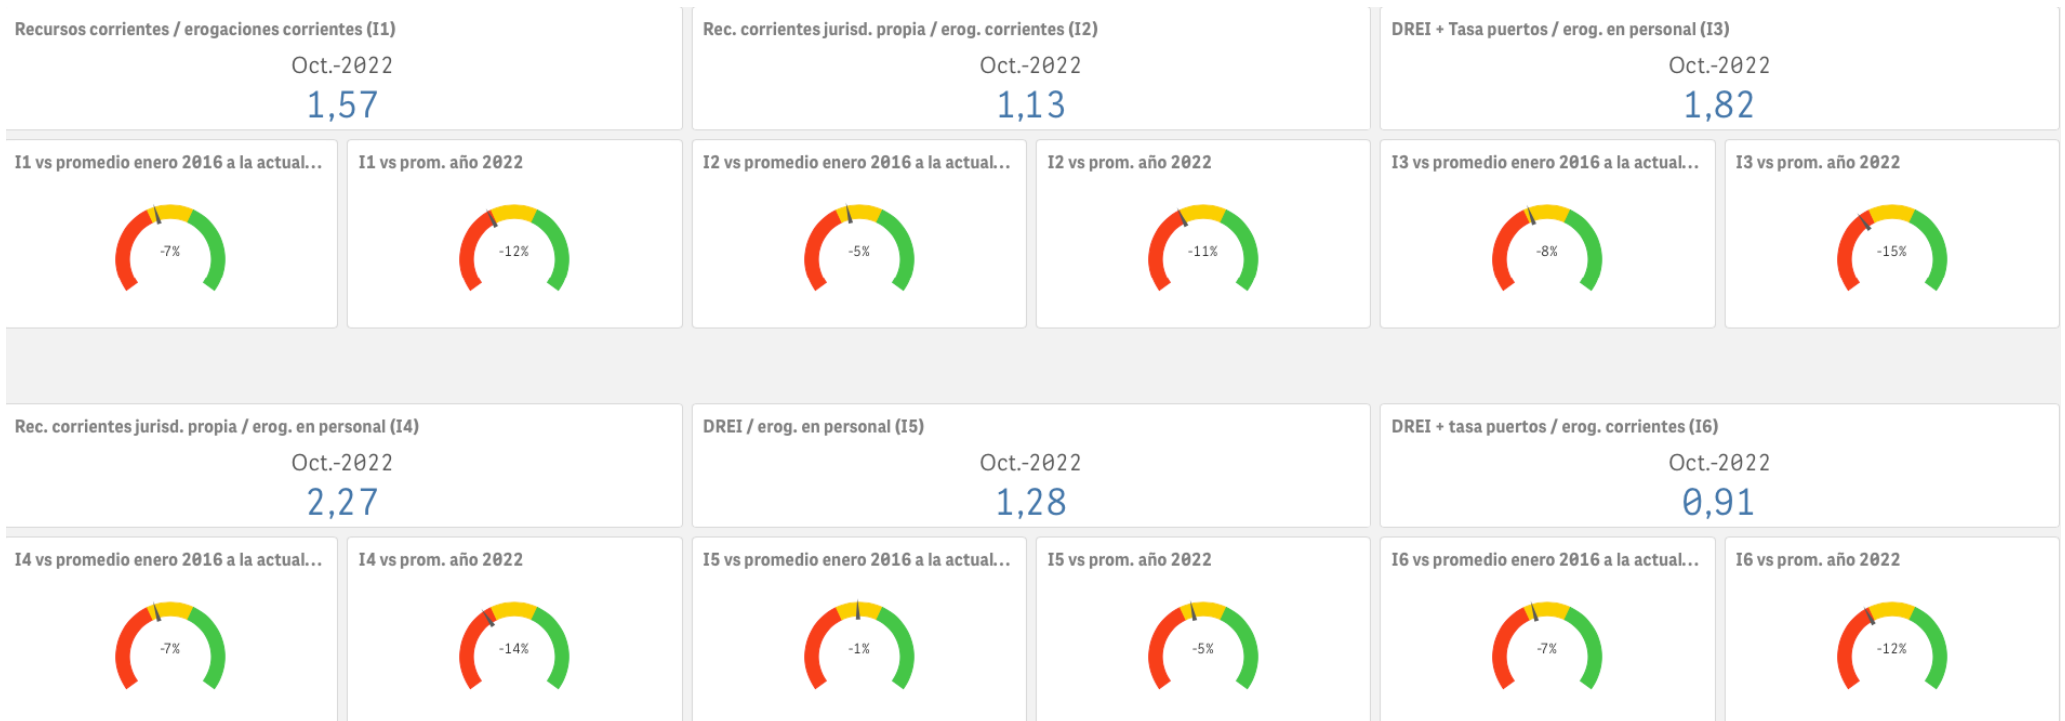 Recursos corrientes / erogaciones corrientes (I1)
Oct.-2022
1,57
Rec. corrientes jurisd. propia / erog. corrientes (I2)
Oct.-2022
1,13
DREI + Tasa puertos / erog. en personal (I3)
Oct.-2022
1,82
I1 vs promedio enero 2016 a la actual...
-7%
I1 vs prom. año 2022
-12%
I2 vs promedio enero 2016 a la actual...
-5%
I2 vs prom. año 2022
-11%
I3 vs promedio enero 2016 a la actual...
-8%
I3 vs prom. año 2022
-15%
Rec. corrientes jurisd. propia / erog. en personal (I4)
Oct.-2022
2,27
DREI / erog. en personal (I5)
Oct.-2022
1,28
DREI + tasa puertos / erog. corrientes (I6)
Oct.-2022
0,91
I4 vs promedio enero 2016 a la actual...
-7%
I4 vs prom. año 2022
-14%
I5 vs promedio enero 2016 a la actual...
-1%
I5 vs prom. año 2022
-5%
I6 vs promedio enero 2016 a la actual...
-7%
I6 vs prom. año 2022
-12%